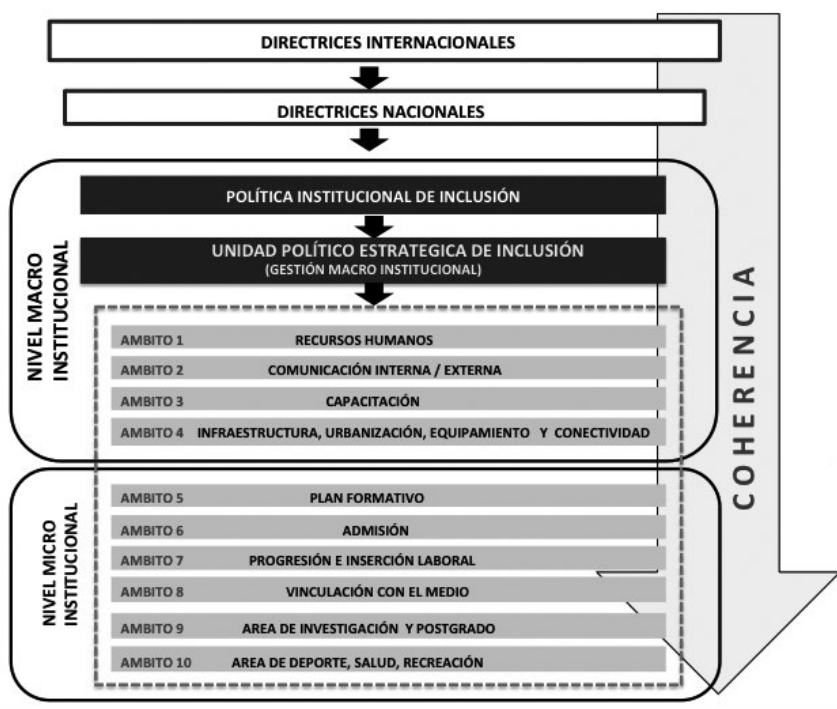 DIRECTRICES INTERNACIONALES
DIRECTRICES NACIONALES
NIVEL MACRO
INSTITUCIONAL
POLÍTICA INSTITUCIONAL DE INCLUSIÓN
UNIDAD POLÍTICO ESTRATEGICA DE INCLUSIÓN
(GESTIÓN MACRO INSTITUCIONAL)
AMBITO 1 RECURSOS HUMANOS
AMBITO 2 COMUNICACIÓN INTERNA / EXTERNA
AMBITO 3 CAPACITACIÓN
AMBITO 4 INFRAESTRUCTURA, URBANIZACIÓN, EQUIPAMIENTO Y CONECTIVIDAD
NIVEL MICRO
INSTITUCIONAL
AMBITO 5 PLAN FORMATIVO
AMBITO 6 ADMISIÓN
AMBITO 7 PROGRESIÓN E INSERCIÓN LABORAL
AMBITO 8 VINCULACIÓN CON EL MEDIO
AMBITO 9 AREA DE INVESTIGACIÓN Y POSTGRADO
AMBITO 10 AREA DE DEPORTE, SALUD, RECREACIÓN
COHERENCIA